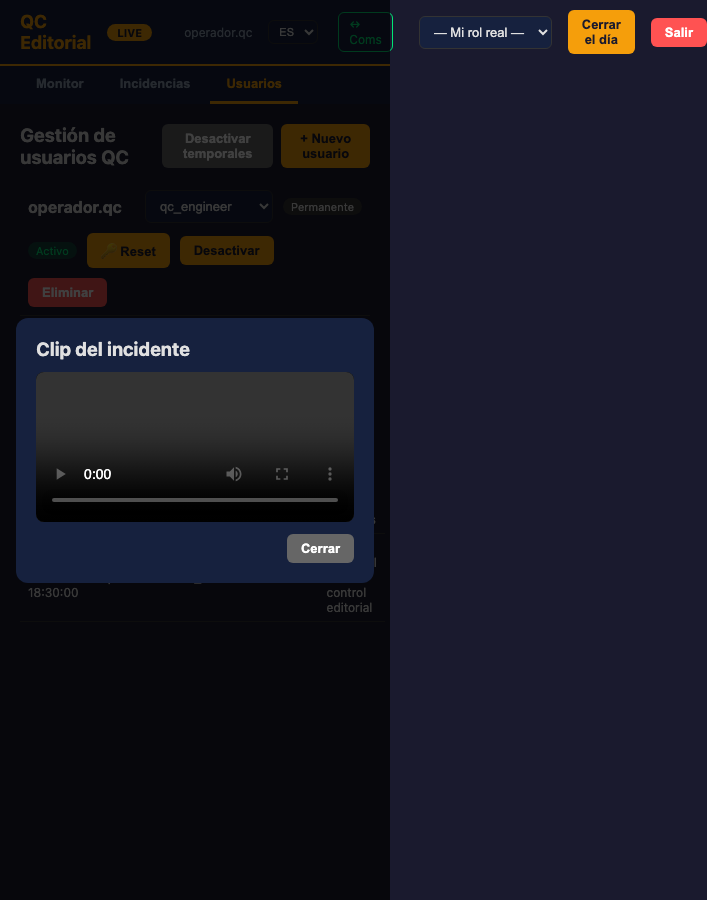 QC
Editorial
LIVE
operador.qc
ES
⇔
Coms
— Mi rol real —
Cerrar
el día
Salir
Monitor
Incidencias
Usuarios
Gestión de
usuarios QC
Desactivar
temporales
+ Nuevo
usuario
operador.qc
qc_engineer
Permanente
Activo
Reset
Desactivar
Eliminar
Clip del incidente
0:00
Cerrar
18:30:00
control
editorial